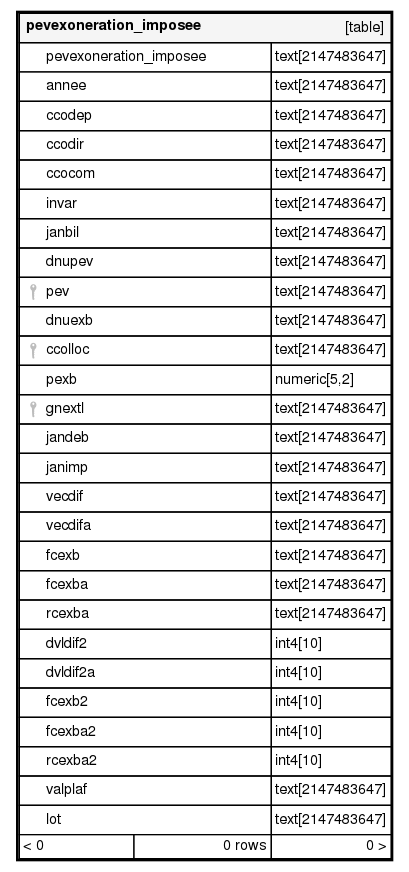 pevexoneration_imposee [table]
pevexoneration_imposee text[2147483647]
annee text[2147483647]
ccodep text[2147483647]
ccodir text[2147483647]
ccocom text[2147483647]
invar text[2147483647]
janbil text[2147483647]
dnupev text[2147483647]
pev text[2147483647]
dnuexb text[2147483647]
ccolloc text[2147483647]
pexb numeric[5,2]
gnextl text[2147483647]
jandeb text[2147483647]
janimp text[2147483647]
vecdif text[2147483647]
vecdifa text[2147483647]
fcexb text[2147483647]
fcexba text[2147483647]
rcexba text[2147483647]
dvldif2 int4[10]
dvldif2a int4[10]
fcexb2 int4[10]
fcexba2 int4[10]
rcexba2 int4[10]
valplaf text[2147483647]
lot text[2147483647]
< 0 0 rows 0 >